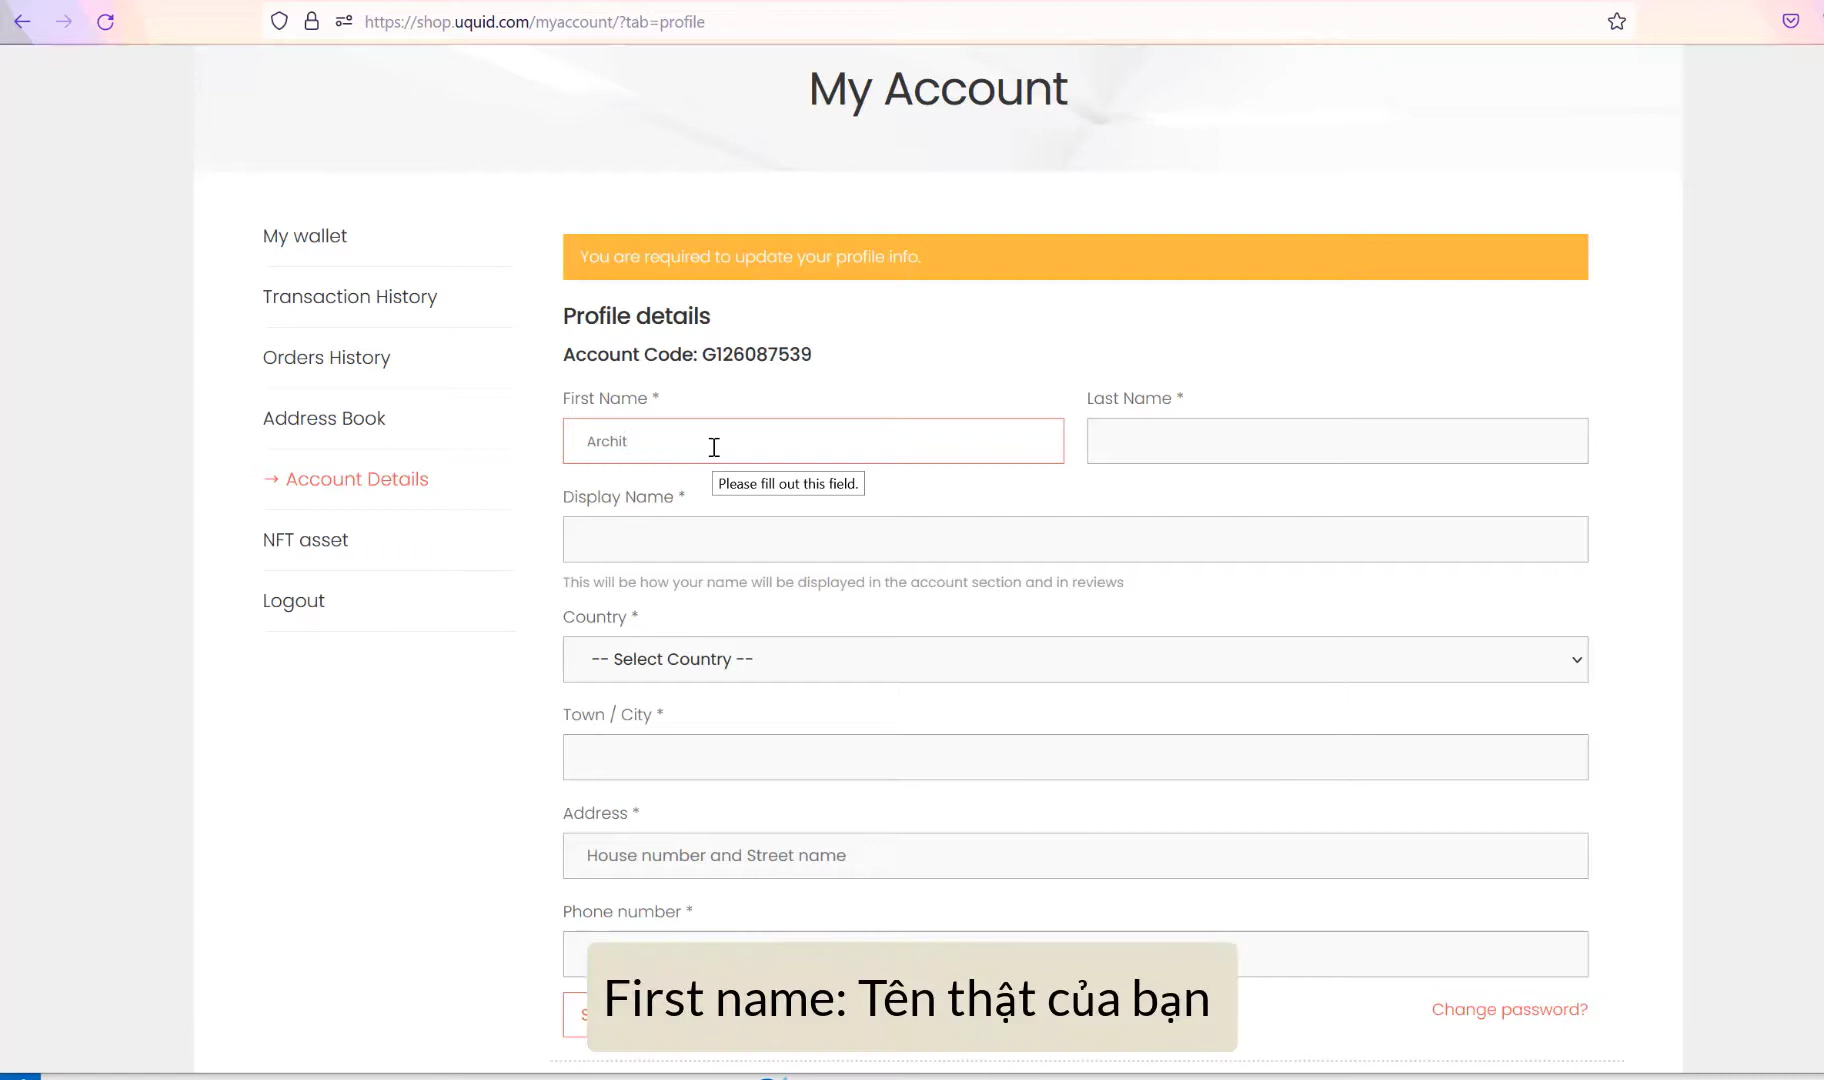 https://shop.uquid.com/myaccount/?tab=profile
My Account
My wallet
Transaction History
Orders History
Address Book
→ Account Details
NFT asset
Logout
You are required to update your profile info.
Profile details
Account Code: G126087539
First Name *
Last Name *
Archit
Please fill out this field.
Display Name *
This will be how your name will be displayed in the account section and in reviews
Country *
-- Select Country --
Town / City *
Address *
House number and Street name
Phone number *
First name: Tên thật của bạn
Change password?